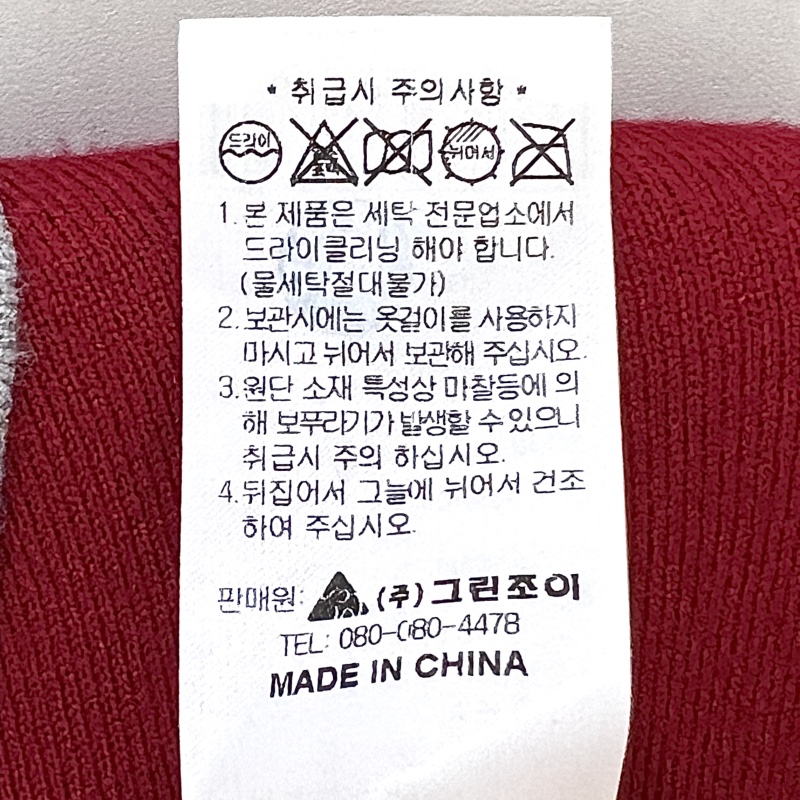 * 취급시 주의사항 *
드라이 표백 뉘어서
1. 본 제품은 세탁 전문업소에서
드라이클리닝 해야 합니다.
(물세탁절대불가)
2. 보관시에는 옷걸이를 사용하지
마시고 뉘어서 보관해 주십시오.
3. 원단 소재 특성상 마찰등에 의
해 보푸라기가 발생할 수 있으니
취급시 주의 하십시오.
4. 뒤집어서 그늘에 뉘어서 건조
하여 주십시오.
판매원: (주)그린조이
TEL: 080-080-4478
MADE IN CHINA